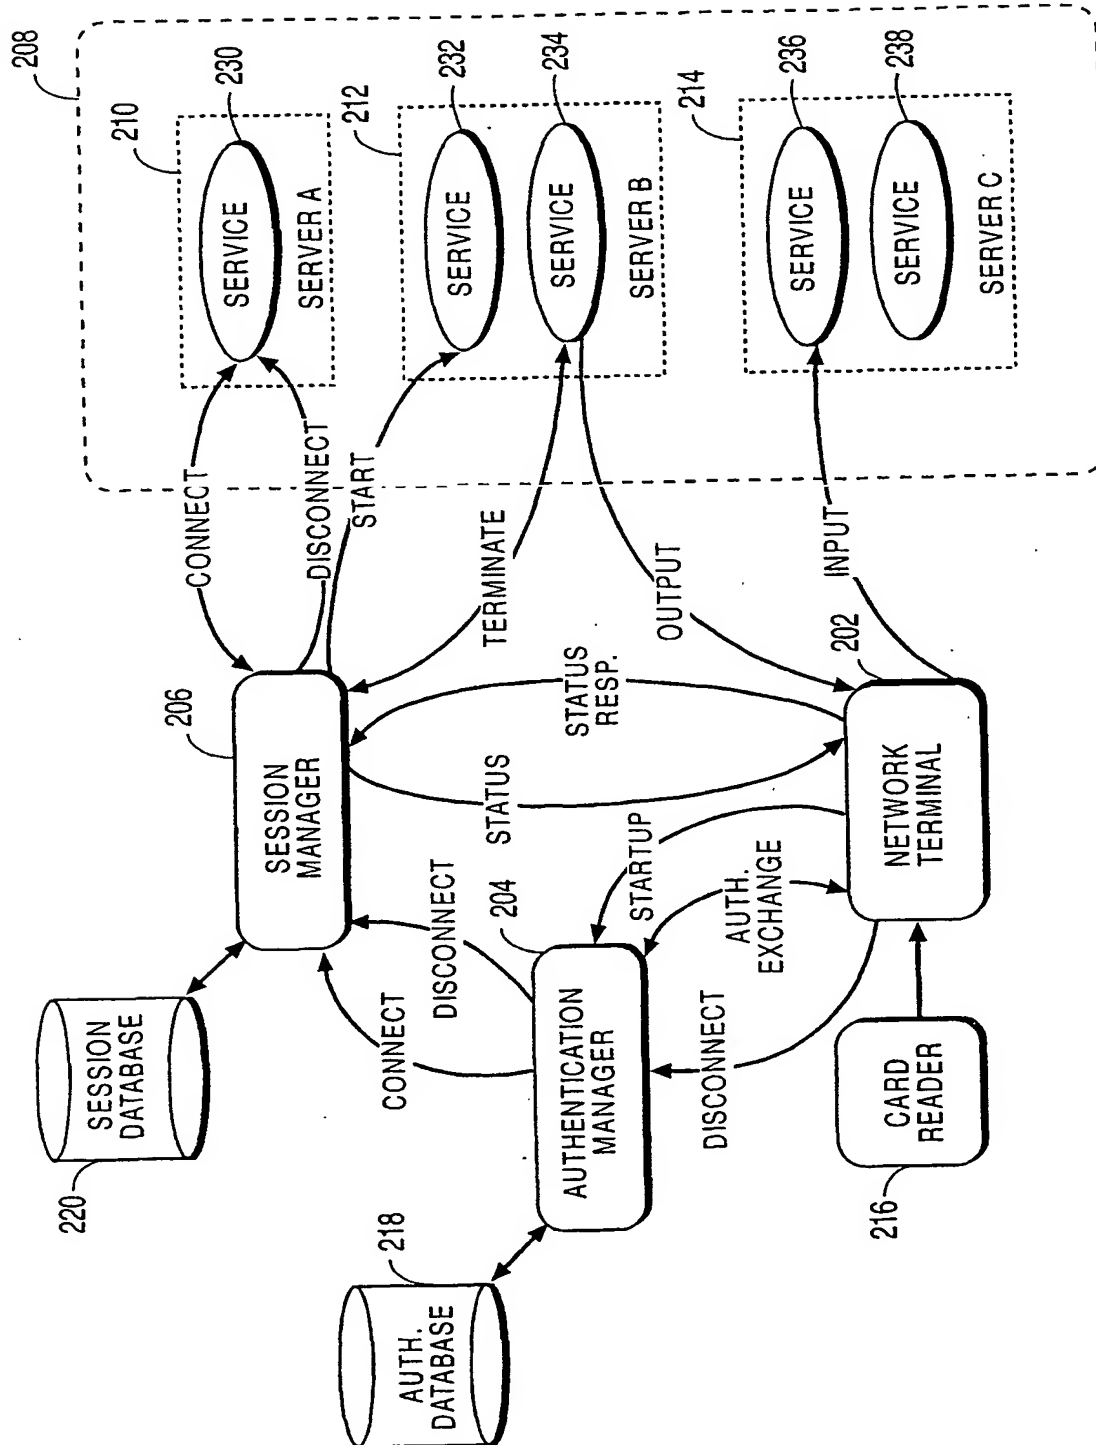 208
210
230
SERVICE
SERVER A
212
232
SERVICE
234
SERVICE
SERVER B
214
236
SERVICE
238
SERVICE
SERVER C
CONNECT
DISCONNECT
START
TERMINATE
OUTPUT
INPUT
206
SESSION
MANAGER
STATUS
STATUS
RESP.
202
NETWORK
TERMINAL
220
SESSION
DATABASE
CONNECT
DISCONNECT
204
STARTUP
AUTH.
EXCHANGE
AUTHENTICATION
MANAGER
DISCONNECT
218
AUTH.
DATABASE
216
CARD
READER